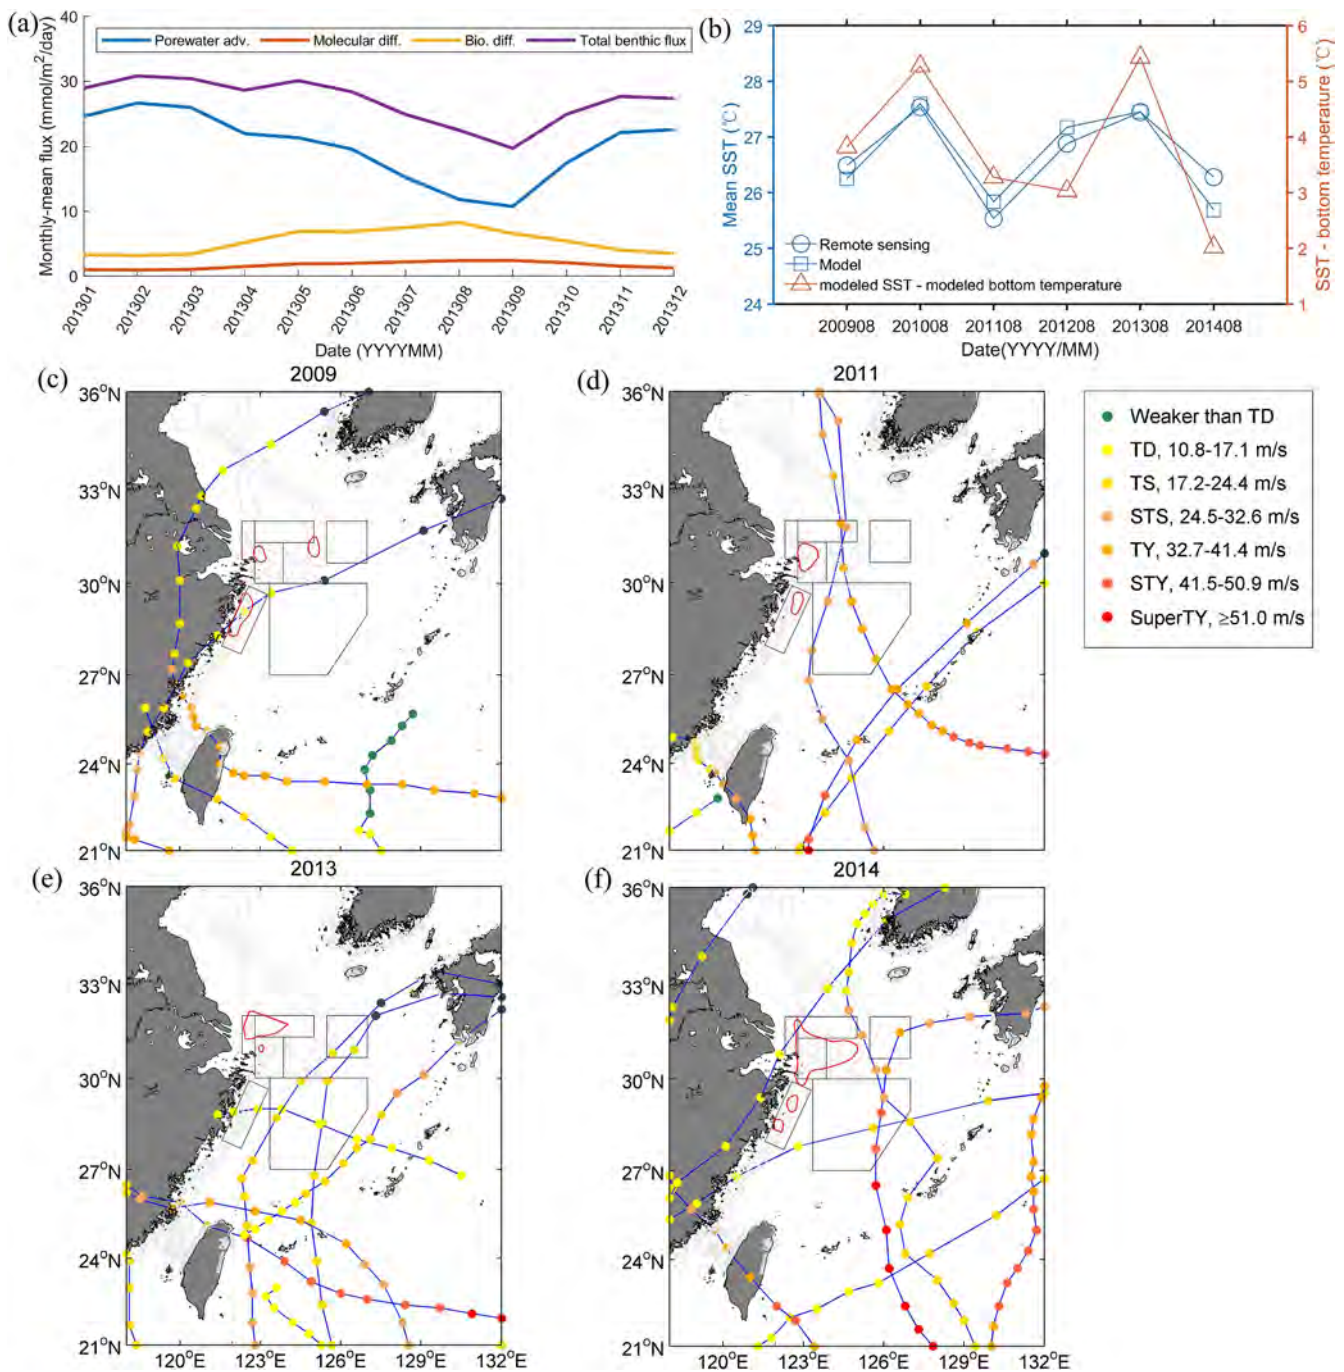 (a)
Monthly-mean flux (mmol/m²/day)
40
30
20
10
0
Porewater adv.
Molecular diff.
Bio. diff.
Total benthic flux
201301
201302
201303
201304
201305
201306
201307
201308
201309
201310
201311
201312
Date (YYYYMM)
(b)
Mean SST (℃)
29
28
27
26
25
24
SST - bottom temperature (℃)
6
5
4
3
2
1
Remote sensing
Model
modeled SST - modeled bottom temperature
200908
201008
201108
201208
201308
201408
Date(YYYY/MM)
(c)
2009
36°N
33°N
30°N
27°N
24°N
21°N
(d)
2011
36°N
33°N
30°N
27°N
24°N
21°N
Weaker than TD
TD, 10.8-17.1 m/s
TS, 17.2-24.4 m/s
STS, 24.5-32.6 m/s
TY, 32.7-41.4 m/s
STY, 41.5-50.9 m/s
SuperTY, ≥51.0 m/s
(e)
2013
36°N
33°N
30°N
27°N
24°N
21°N
120°E
123°E
126°E
129°E
132°E
(f)
2014
36°N
33°N
30°N
27°N
24°N
21°N
120°E
123°E
126°E
129°E
132°E